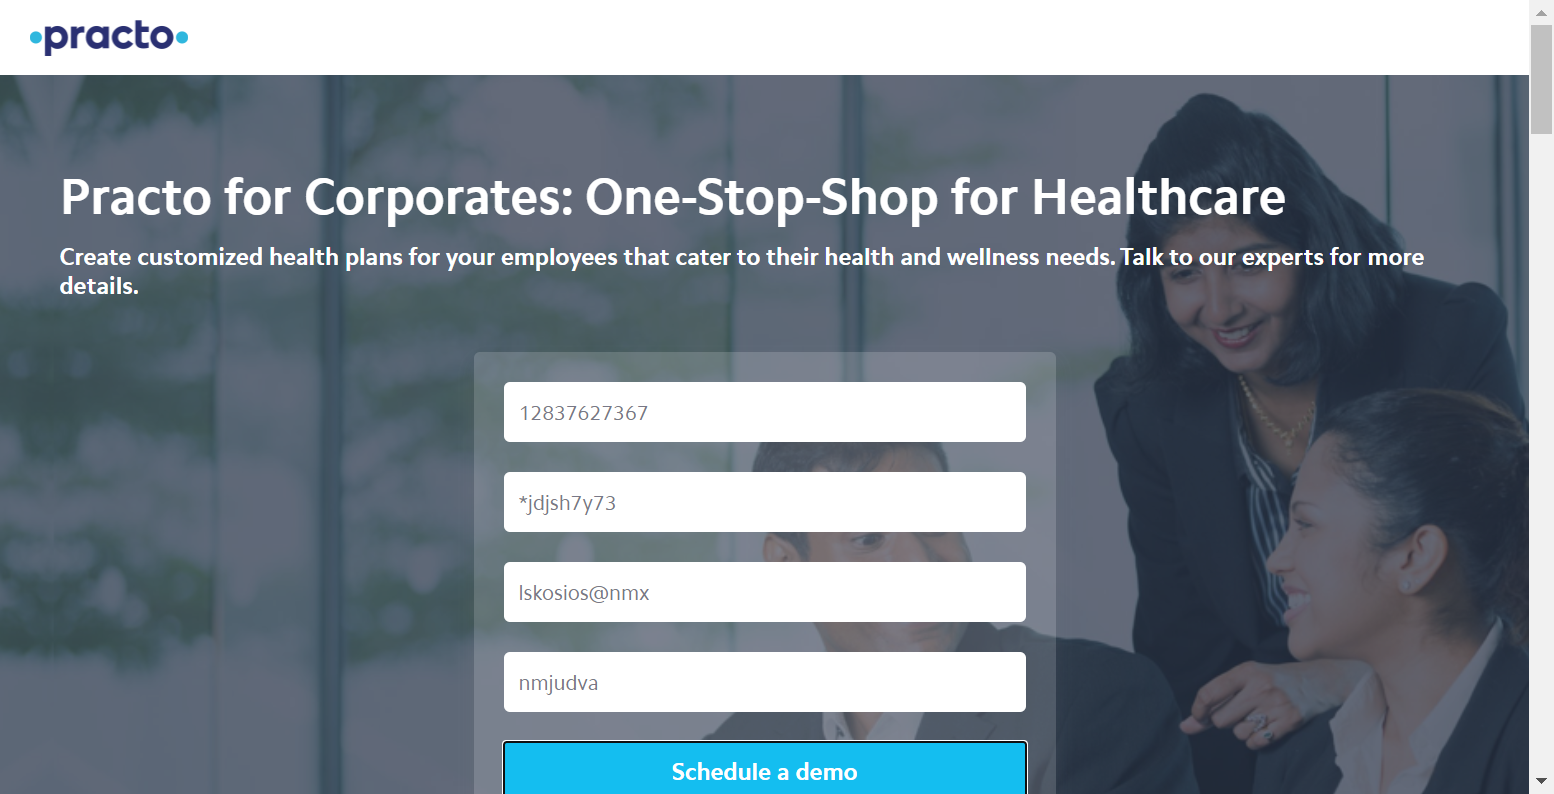 practo
Practo for Corporates: One-Stop-Shop for Healthcare
Create customized health plans for your employees that cater to their health and wellness needs. Talk to our experts for more
details.
12837627367
*jdjsh7y73
lskosios@nmx
nmjudva
Schedule a demo